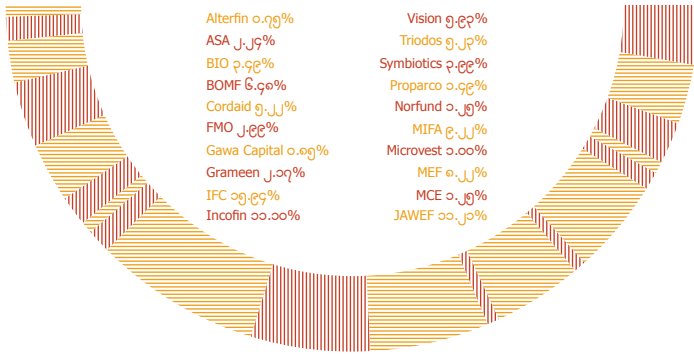 Alterfin ၀.၇၅%
ASA ၂.၂၄%
BIO ၃.၄၉%
BOMF ၆.၄၈%
Cordaid ၅.၂၂%
FMO ၂.၉၉%
Gawa Capital ၀.၈၅%
Grameen ၂.၁၇%
IFC ၁၅.၉၄%
Incofin ၁၁.၁၀%
Vision ၅.၉၃%
Triodos ၅.၂၃%
Symbiotics ၃.၉၉%
Proparco ၁.၄၉%
Norfund ၁.၂၅%
MIFA ၉.၂၂%
Microvest ၁.၀၀%
MEF ၈.၂၂%
MCE ၁.၂၅%
JAWEF ၁၁.၂၁%